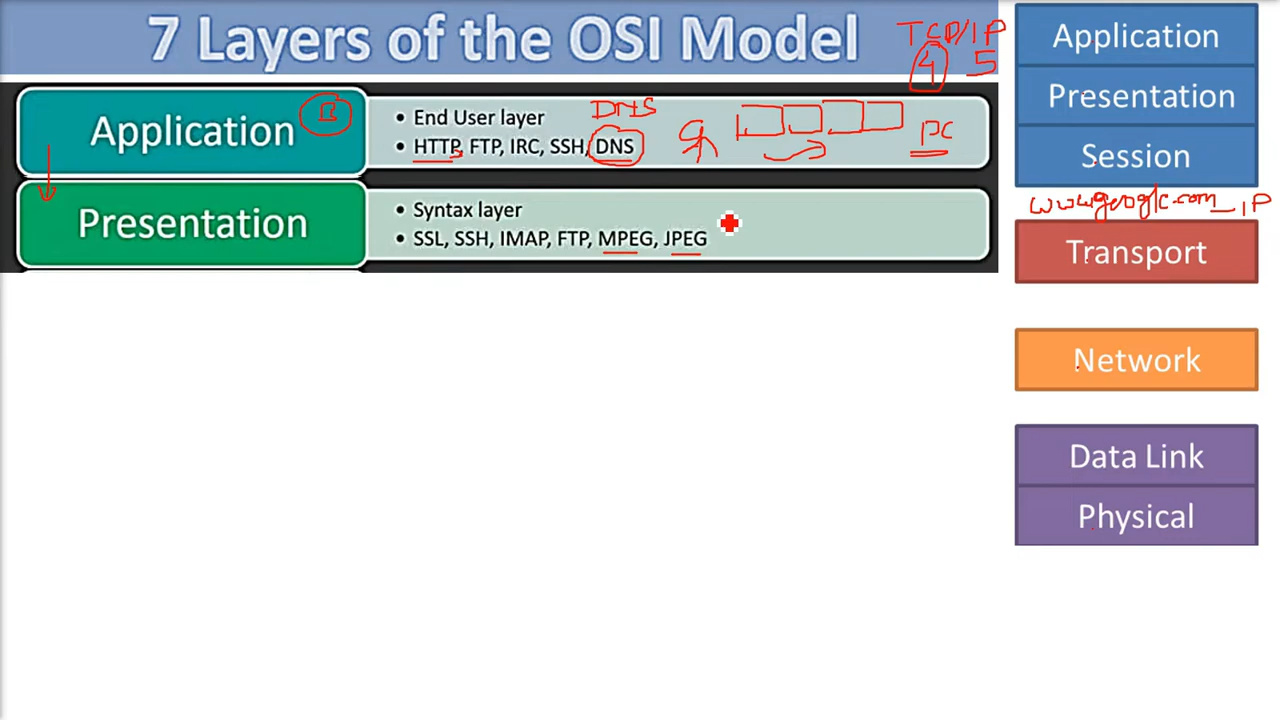 7 Layers of the OSI Model
TCP/IP
4 5
Application
• End User layer
• HTTP, FTP, IRC, SSH, DNS
DNS
PC
Presentation
• Syntax layer
• SSL, SSH, IMAP, FTP, MPEG, JPEG
Application
Presentation
Session
www.google.com IP
Transport
Network
Data Link
Physical